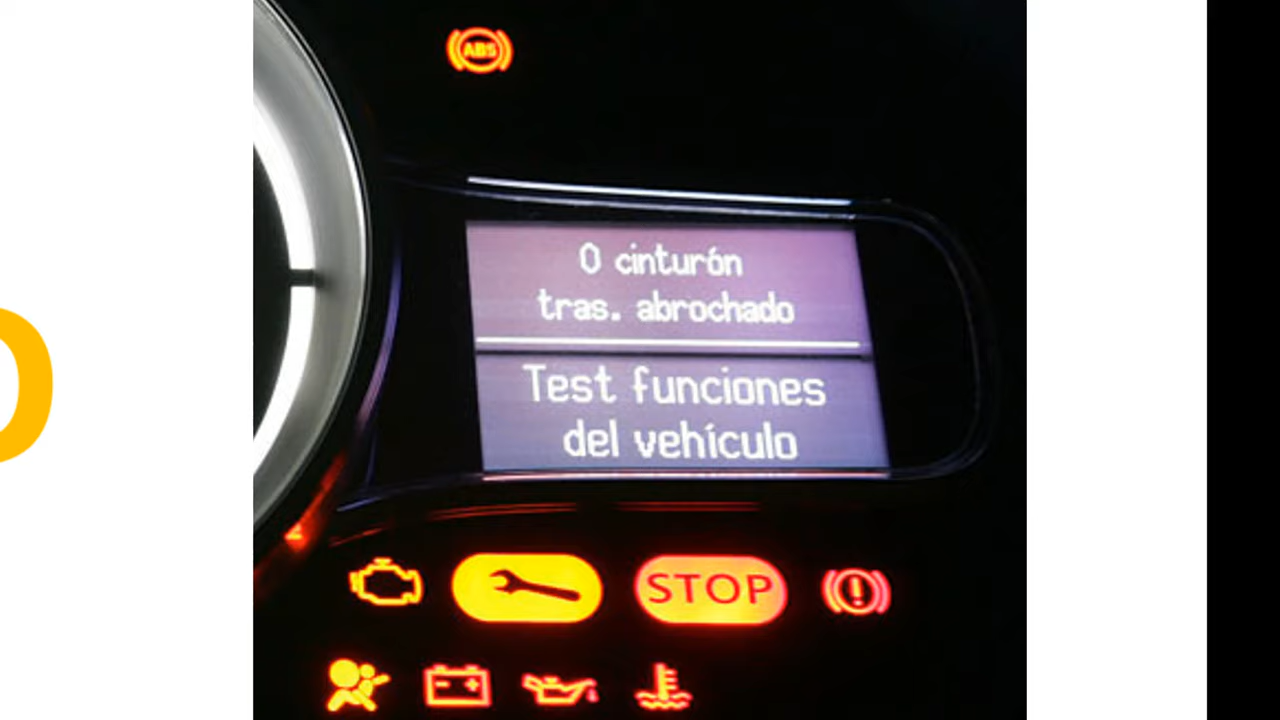 ABS
0 cinturón
tras. abrochado
Test funciones
del vehículo
STOP